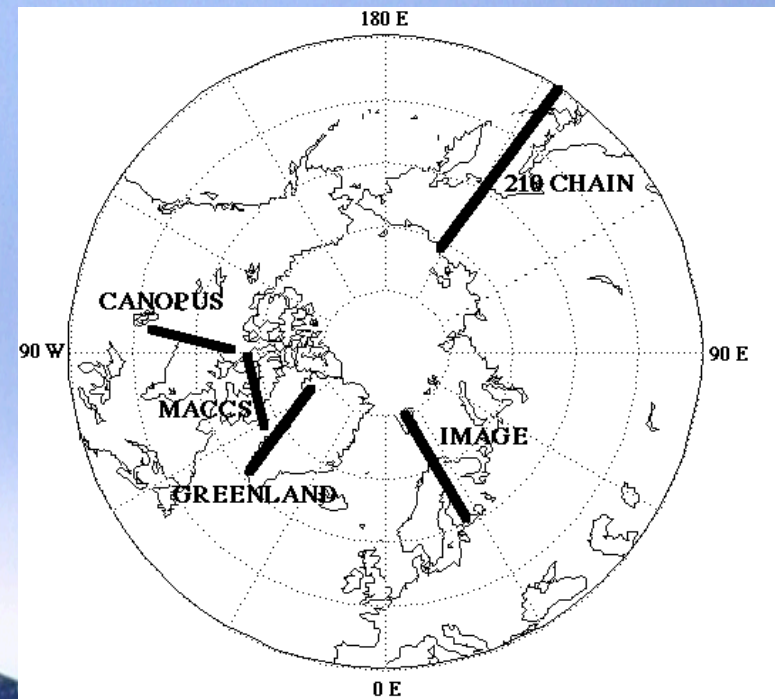 180 E
210 CHAIN
CANOPUS
90 W
90 E
MACCS
IMAGE
GREENLAND
0 E